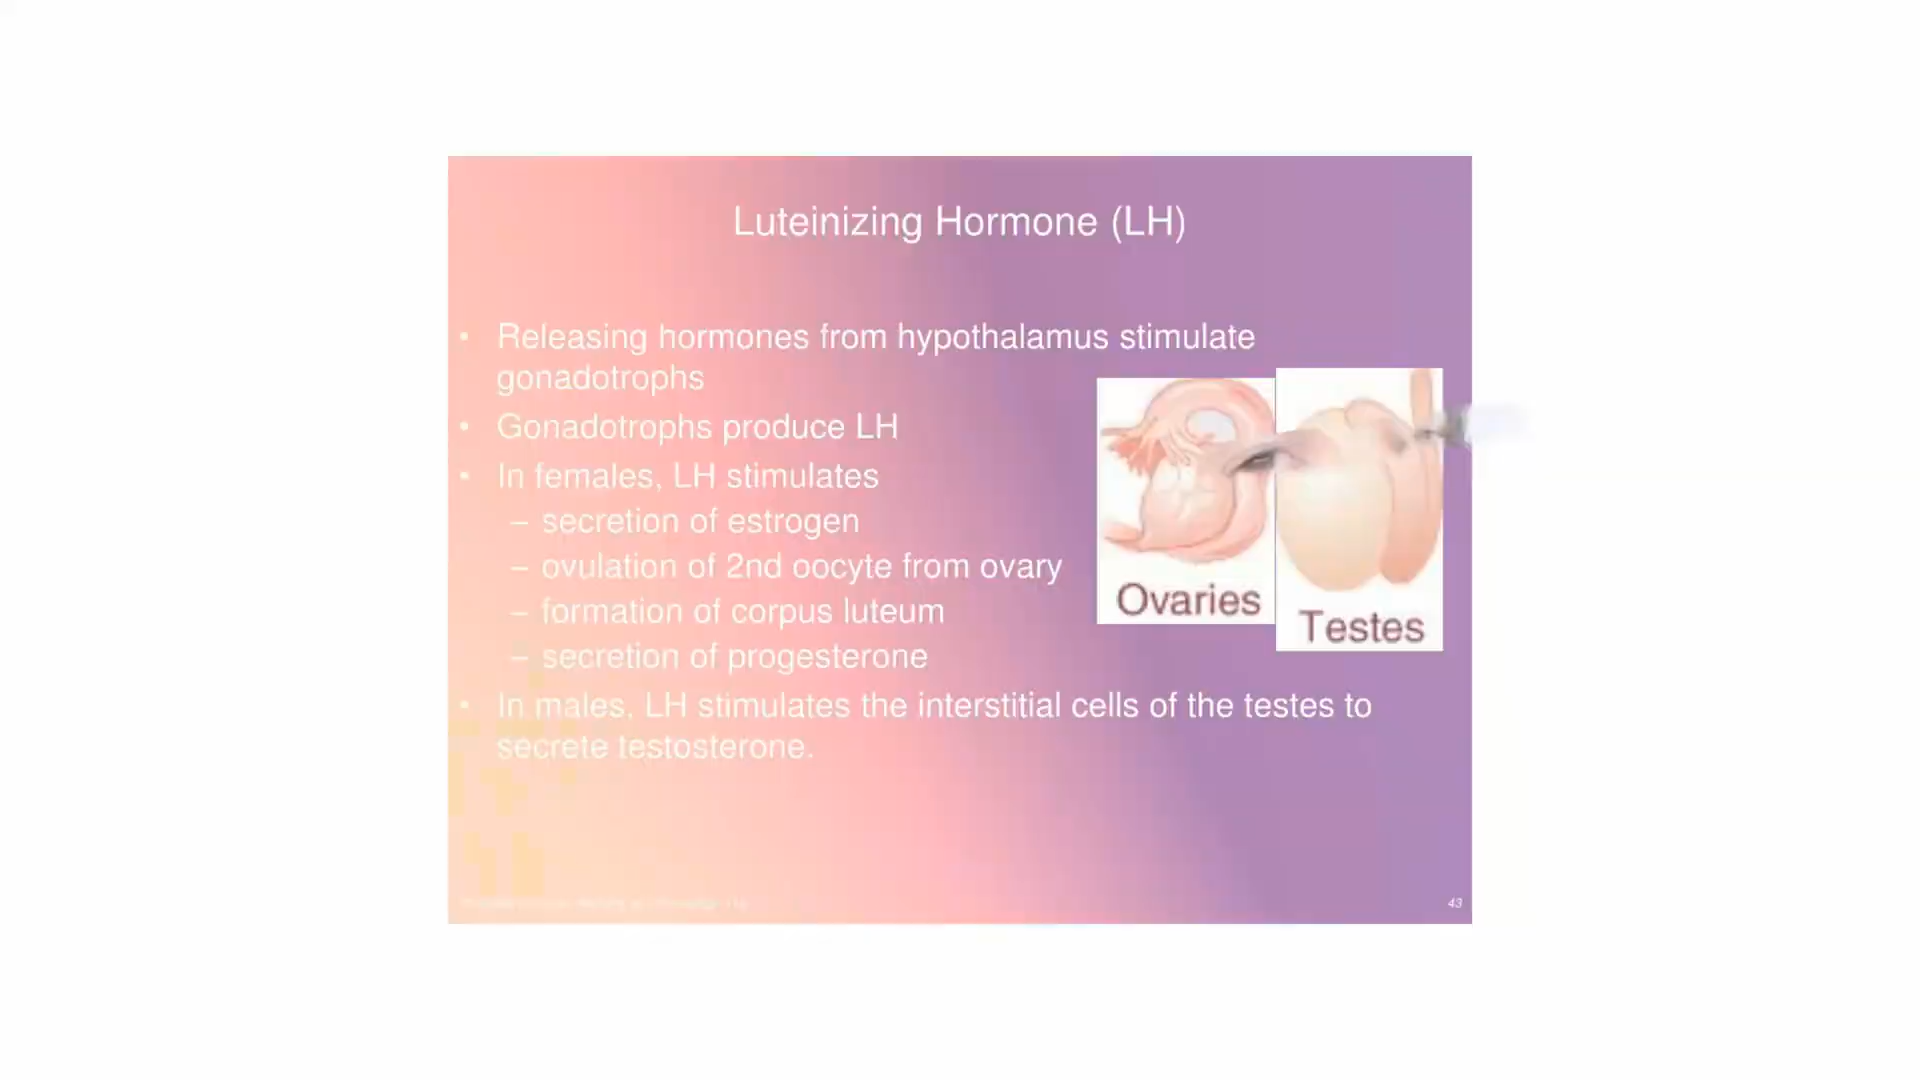 Luteinizing Hormone (LH)
• Releasing hormones from hypothalamus stimulate
gonadotrophs
• Gonadotrophs produce LH
• In females, LH stimulates
– secretion of estrogen
– ovulation of 2nd oocyte from ovary
– formation of corpus luteum
– secretion of progesterone
• In males, LH stimulates the interstitial cells of the testes to
secrete testosterone.
Ovaries
Testes
43